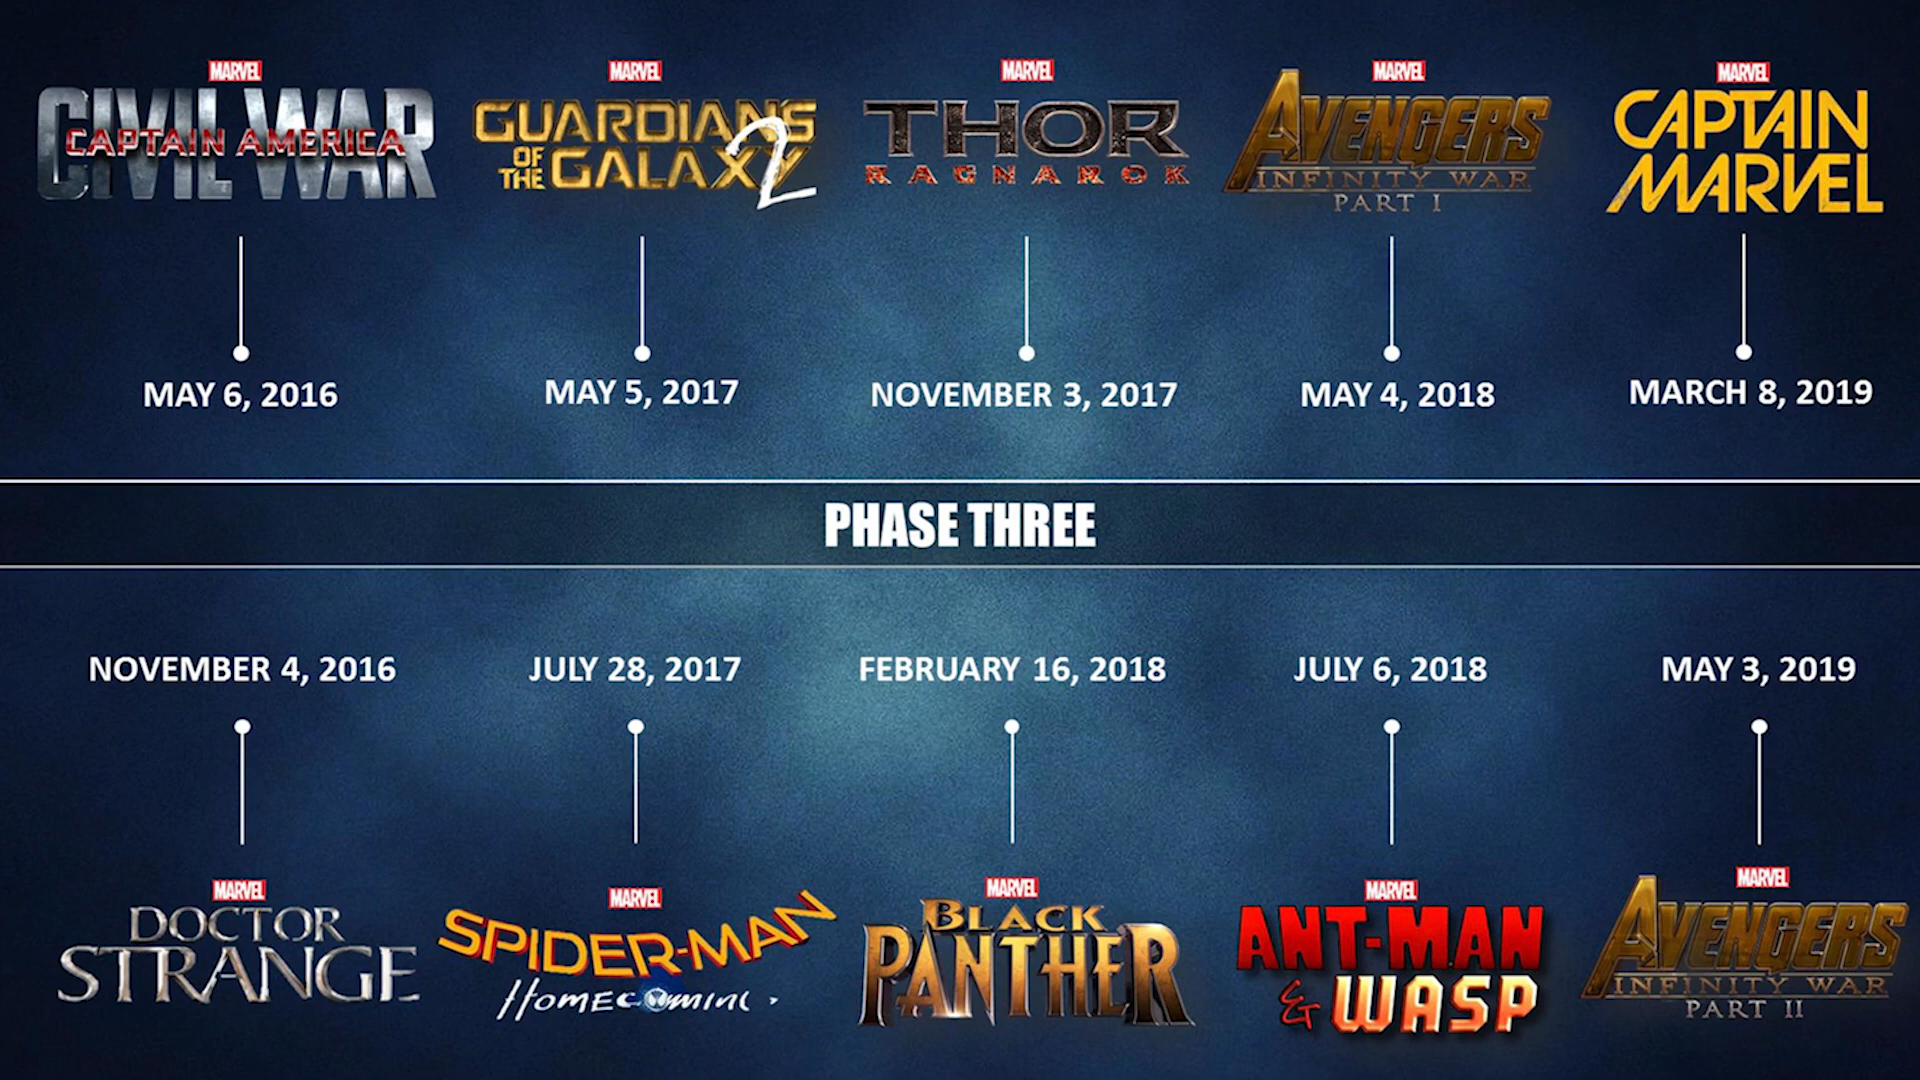 MARVEL
CIVIL WAR
CAPTAIN AMERICA
MAY 6, 2016
MARVEL
GUARDIANS
OF THE GALAXY 2
MAY 5, 2017
MARVEL
THOR
RAGNAROK
NOVEMBER 3, 2017
MARVEL
AVENGERS
INFINITY WAR
PART I
MAY 4, 2018
MARVEL
CAPTAIN
MARVEL
MARCH 8, 2019
PHASE THREE
NOVEMBER 4, 2016
MARVEL
DOCTOR
STRANGE
JULY 28, 2017
MARVEL
SPIDER-MAN
HOMECOMING
FEBRUARY 16, 2018
MARVEL
BLACK
PANTHER
JULY 6, 2018
MARVEL
ANT-MAN
& WASP
MAY 3, 2019
MARVEL
AVENGERS
INFINITY WAR
PART II